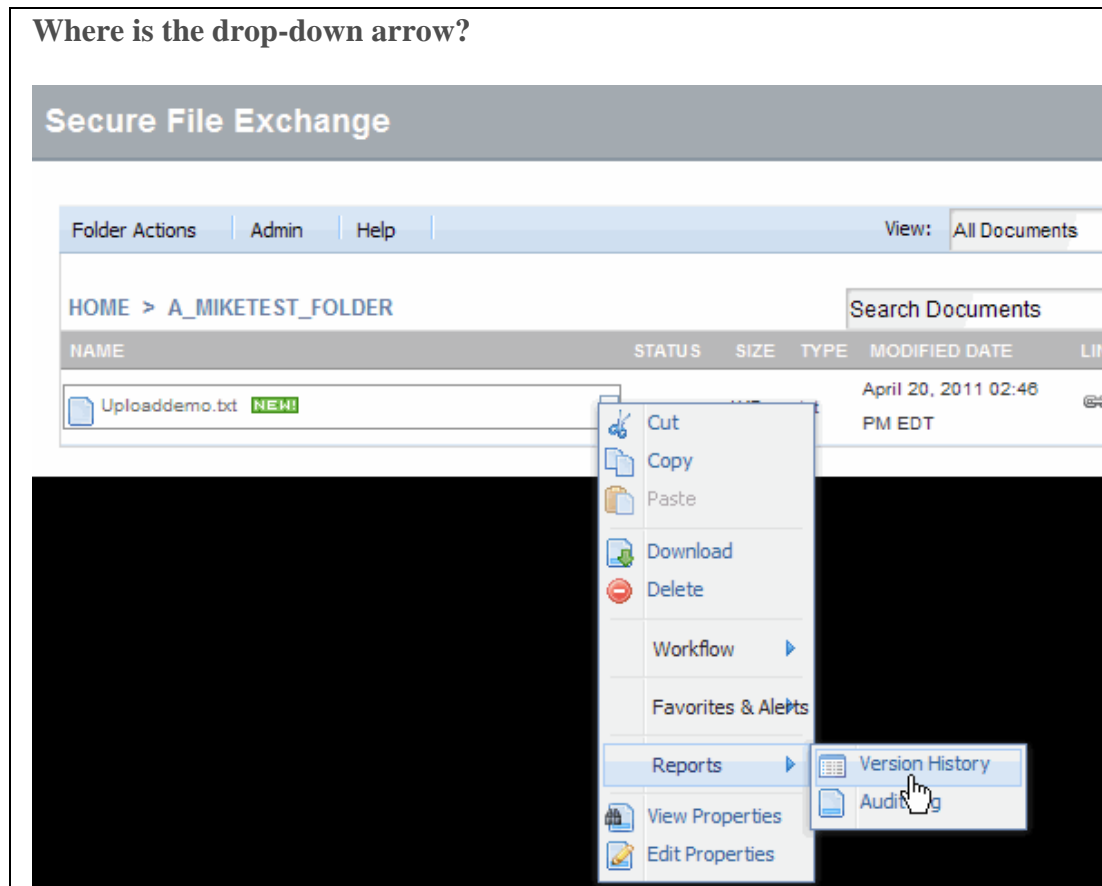 Where is the drop-down arrow?
Secure File Exchange
Folder Actions Admin Help View: All Documents
HOME > A_MIKETEST_FOLDER Search Documents
NAME STATUS SIZE TYPE MODIFIED DATE
Uploaddemo.txt NEW! April 20, 2011 02:46
PM EDT
Cut
Copy
Paste
Download
Delete
Workflow
Favorites & Alerts
Reports Version History
Audit
View Properties
Edit Properties